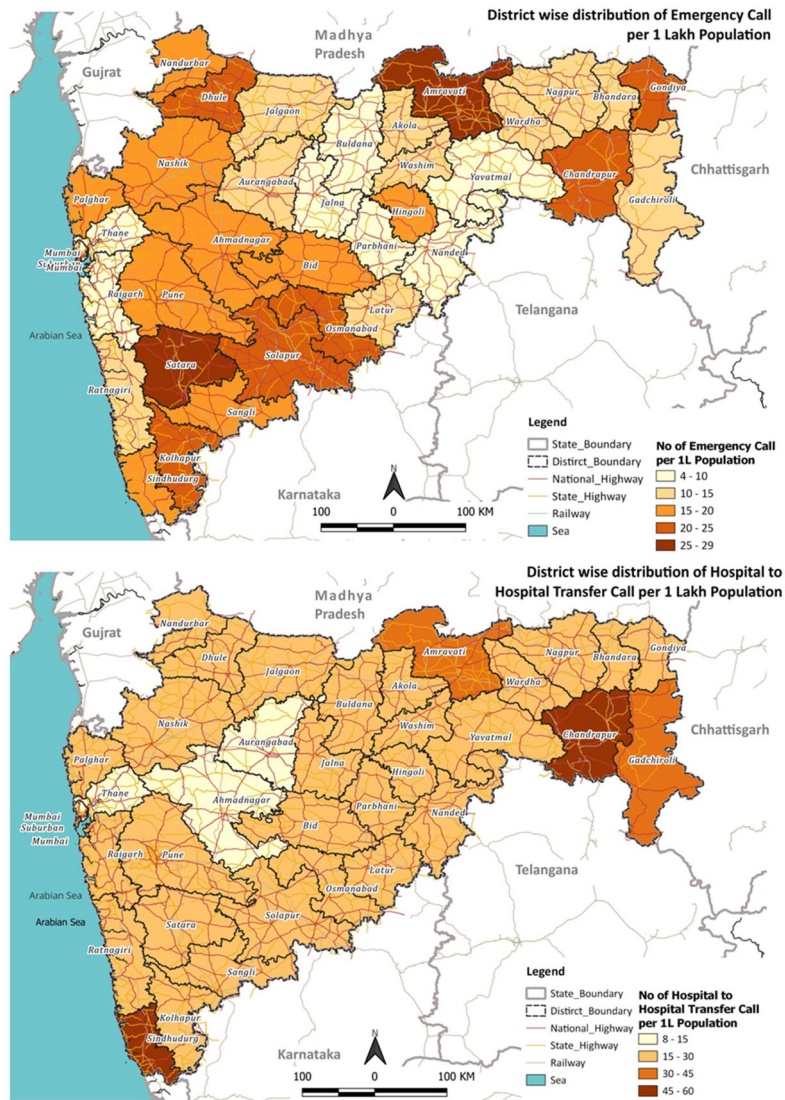 District wise distribution of Emergency Call
per 1 Lakh Population
Madhya
Pradesh
Gujrat
Nandurbar
Dhule
Jalgaon
Amravati
Nagpur
Bhandara
Gondiya
Akola
Wardha
Buldana
Washim
Nashik
Chhattisgarh
Aurangabad
Yavatmal
Chandrapur
Palghar
Jalna
Hingoli
Gadchiroli
Thane
Ahmadnagar
Parbhani
Mumbai
Suburban
Mumbai
Bid
Nanded
Raigarh
Pune
Latur
Telangana
Osmanabad
Arabian Sea
Satara
Solapur
Ratnagiri
Sangli
Kolhapur
Sindhudurg
Karnataka
N
100 0 100 KM
Legend
State_Boundary
Distirct_Boundary
National_Highway
State_Highway
Railway
Sea
No of Emergency Call
per 1L Population
4 - 10
10 - 15
15 - 20
20 - 25
25 - 29
District wise distribution of Hospital to
Hospital Transfer Call per 1 Lakh Population
Madhya
Pradesh
Gujrat
Nandurbar
Dhule
Jalgaon
Amravati
Nagpur
Bhandara
Gondiya
Akola
Wardha
Buldana
Washim
Nashik
Chhattisgarh
Aurangabad
Yavatmal
Chandrapur
Palghar
Jalna
Hingoli
Gadchiroli
Thane
Ahmadnagar
Parbhani
Mumbai
Suburban
Mumbai
Bid
Nanded
Raigarh
Pune
Latur
Telangana
Osmanabad
Arabian Sea
Arabian Sea
Satara
Solapur
Ratnagiri
Sangli
Kolhapur
Sindhudurg
Karnataka
N
100 0 100 KM
Legend
State_Boundary
Distirct_Boundary
National_Highway
State_Highway
Railway
Sea
No of Hospital to
Hospital Transfer Call
per 1L Population
8 - 15
15 - 30
30 - 45
45 - 60